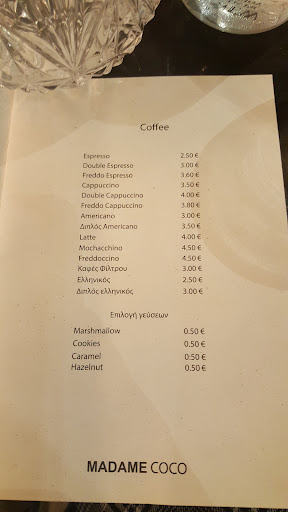 Coffee
Espresso 2.50 €
Double Espresso 3.00 €
Freddo Espresso 3.60 €
Cappuccino 3.50 €
Double Cappuccino 4.00 €
Freddo Cappuccino 3.80 €
Americano 3.00 €
Διπλός Americano 3.50 €
Latte 4.00 €
Mochacchino 4.50 €
Freddoccino 4.50 €
Καφές Φίλτρου 3.00 €
Ελληνικός 2.50 €
Διπλός ελληνικός 3.00 €
Επιλογή γεύσεων
Marshmallow 0.50 €
Cookies 0.50 €
Caramel 0.50 €
Hazelnut 0.50 €
MADAME COCO